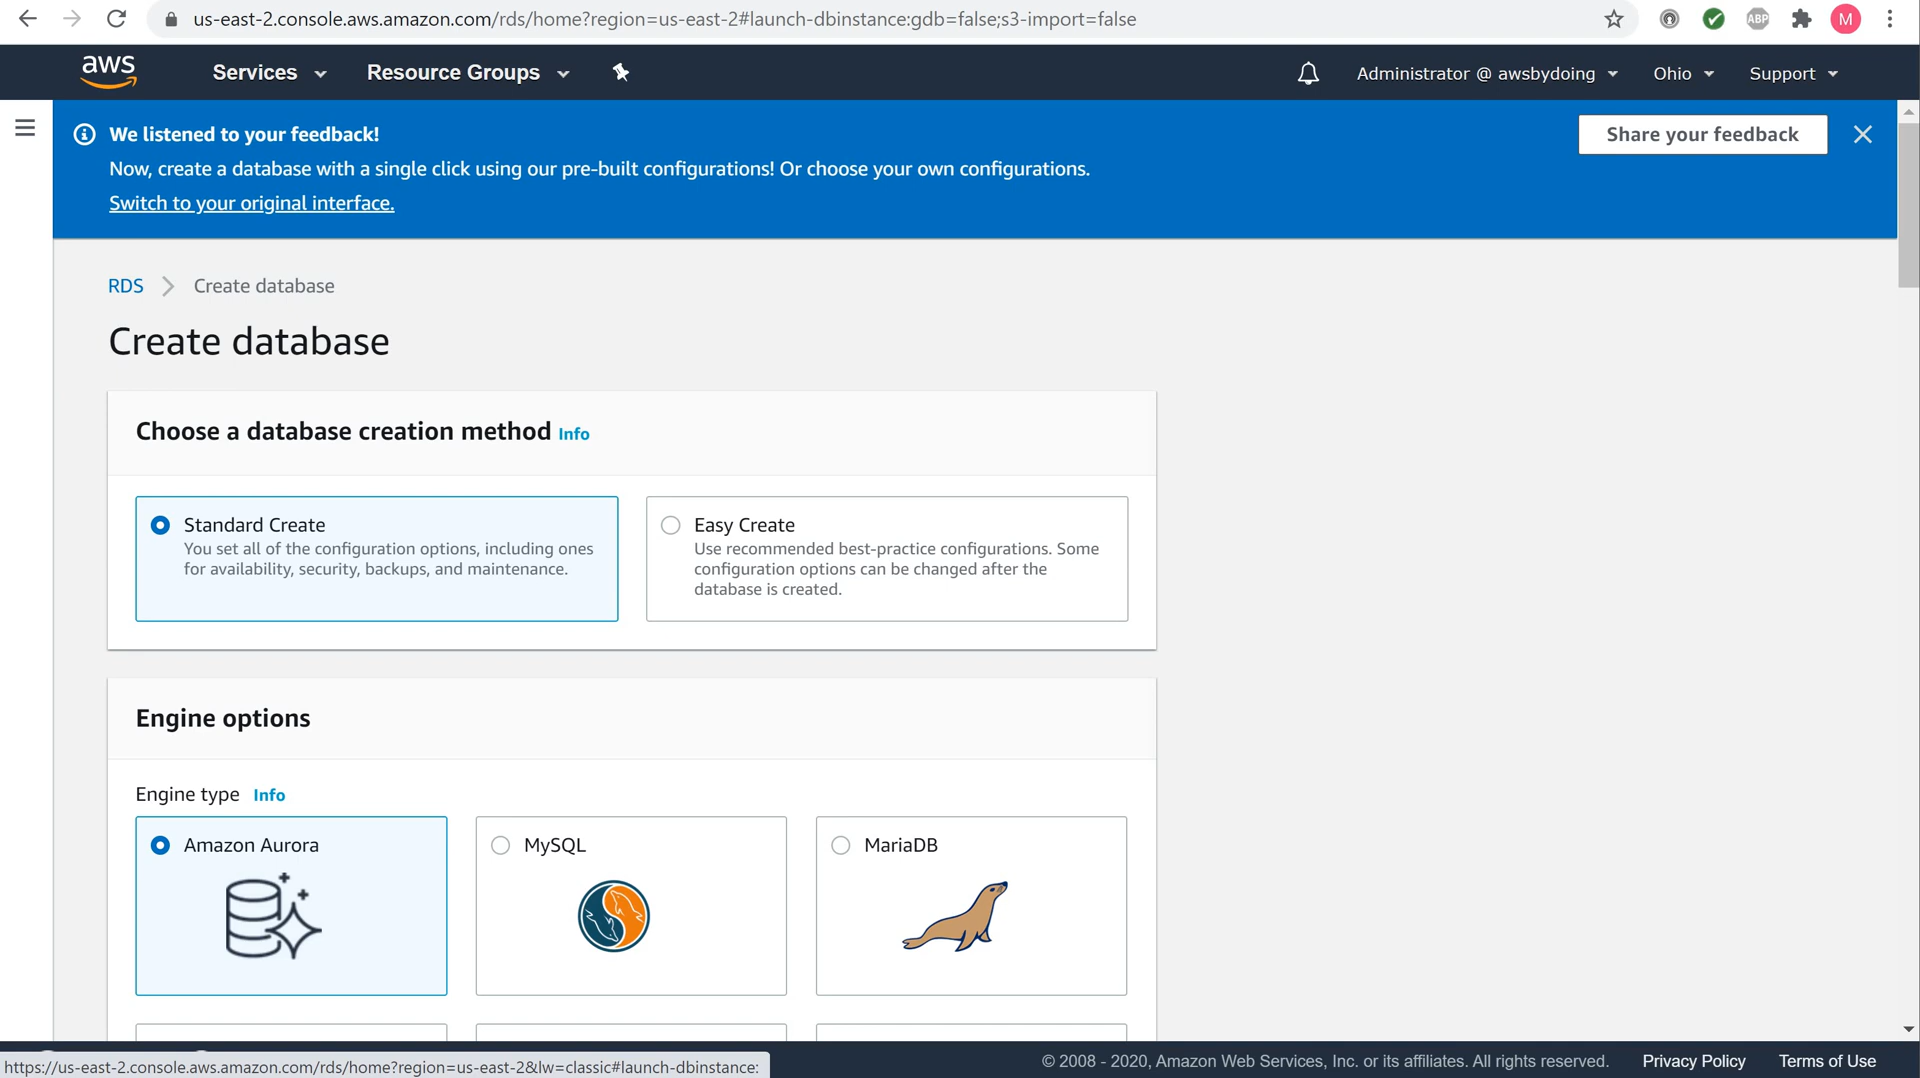 us-east-2.console.aws.amazon.com/rds/home?region=us-east-2#launch-dbinstance:gdb=false;s3-import=false
ABP
M
aws
Services
Resource Groups
Administrator @ awsbydoing
Ohio
Support
We listened to your feedback!
Share your feedback
Now, create a database with a single click using our pre-built configurations! Or choose your own configurations.
Switch to your original interface.
RDS
Create database
Create database
Choose a database creation method Info
Standard Create
You set all of the configuration options, including ones
for availability, security, backups, and maintenance.
Easy Create
Use recommended best-practice configurations. Some
configuration options can be changed after the
database is created.
Engine options
Engine type Info
Amazon Aurora
MySQL
MariaDB
https://us-east-2.console.aws.amazon.com/rds/home?region=us-east-2&lw=classic#launch-dbinstance:
© 2008 - 2020, Amazon Web Services, Inc. or its affiliates. All rights reserved.
Privacy Policy
Terms of Use